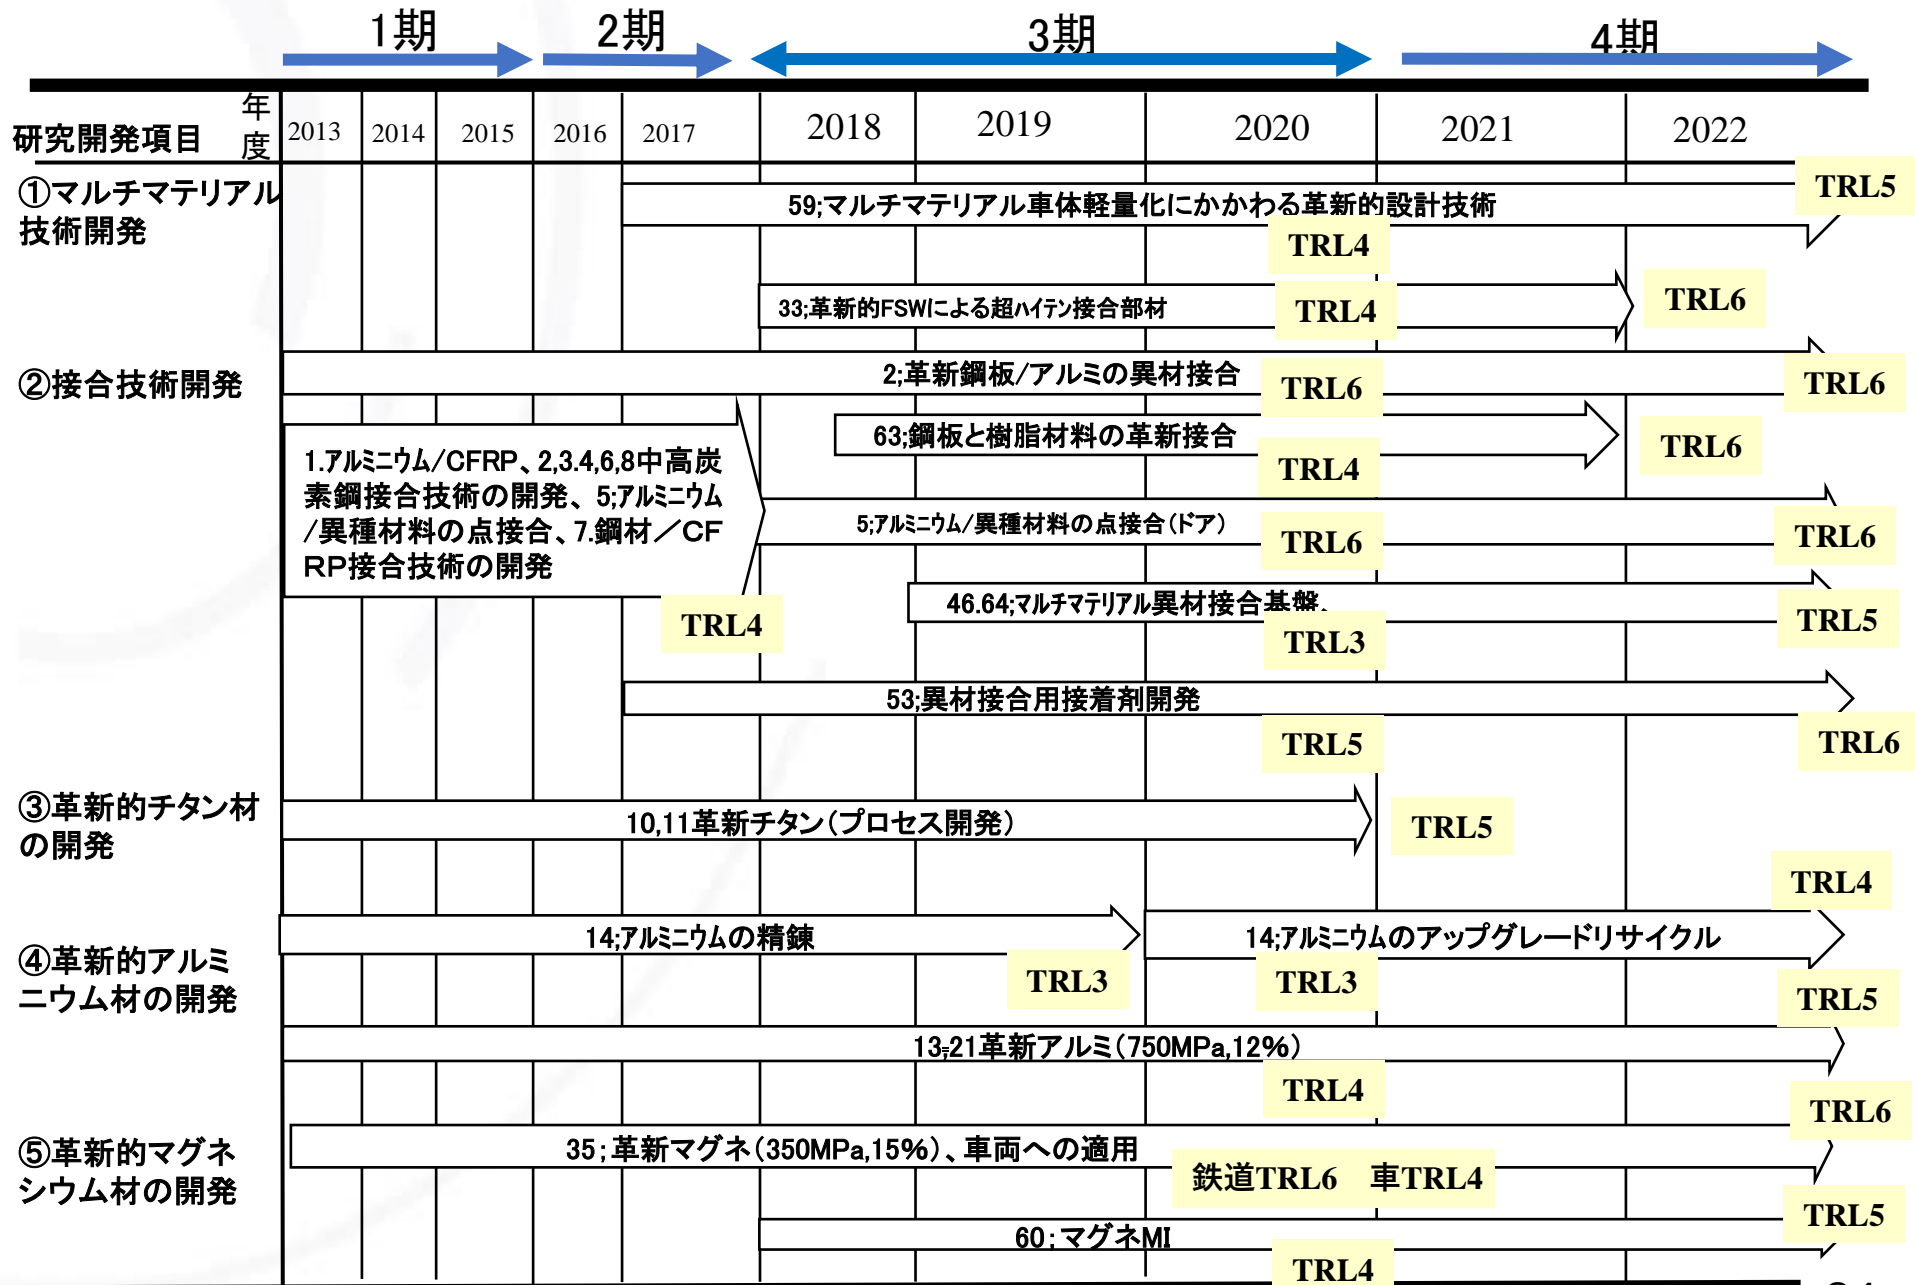 1期
2期
3期
4期
研究開発項目
年度
2013
2014
2015
2016
2017
2018
2019
2020
2021
2022
①マルチマテリアル
技術開発
59;マルチマテリアル車体軽量化にかかわる革新的設計技術
TRL5
TRL4
33;革新的FSWによる超ハイテン接合部材
TRL4
TRL6
②接合技術開発
2;革新鋼板/アルミの異材接合
TRL6
TRL6
63;鋼板と樹脂材料の革新接合
TRL4
TRL6
1.アルミニウム/CFRP、2,3.4,6,8中高炭
素鋼接合技術の開発、5;アルミニウム
/異種材料の点接合、7.鋼材／CF
RP接合技術の開発
TRL4
5;アルミニウム/異種材料の点接合(ドア)
TRL6
TRL6
46.64;マルチマテリアル異材接合基盤、
TRL3
TRL5
53;異材接合用接着剤開発
TRL5
TRL6
③革新的チタン材
の開発
10,11革新チタン(プロセス開発)
TRL5
④革新的アルミ
ニウム材の開発
14;アルミニウムの精錬
TRL3
14;アルミニウムのアップグレードリサイクル
TRL3
TRL4
13,21革新アルミ(750MPa,12%)
TRL4
TRL5
⑤革新的マグネ
シウム材の開発
35;革新マグネ(350MPa,15%)、車両への適用
鉄道TRL6 車TRL4
TRL6
60;マグネMI
TRL4
TRL5